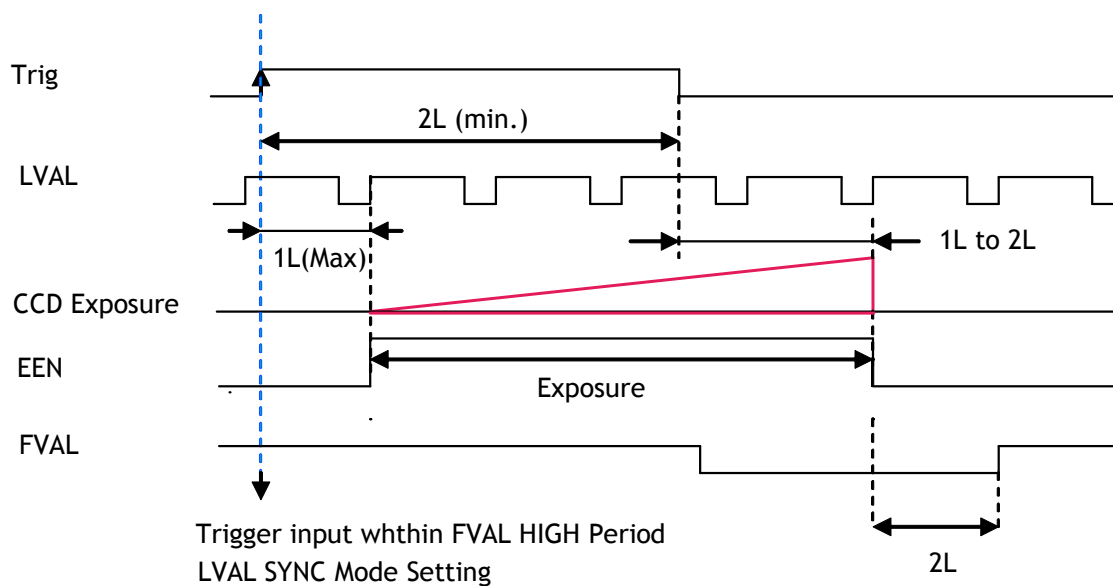 Trig
2L (min.)
LVAL
1L(Max)
1L to 2L
CCD Exposure
EEN
Exposure
FVAL
Trigger input whthin FVAL HIGH Period
LVAL SYNC Mode Setting
2L